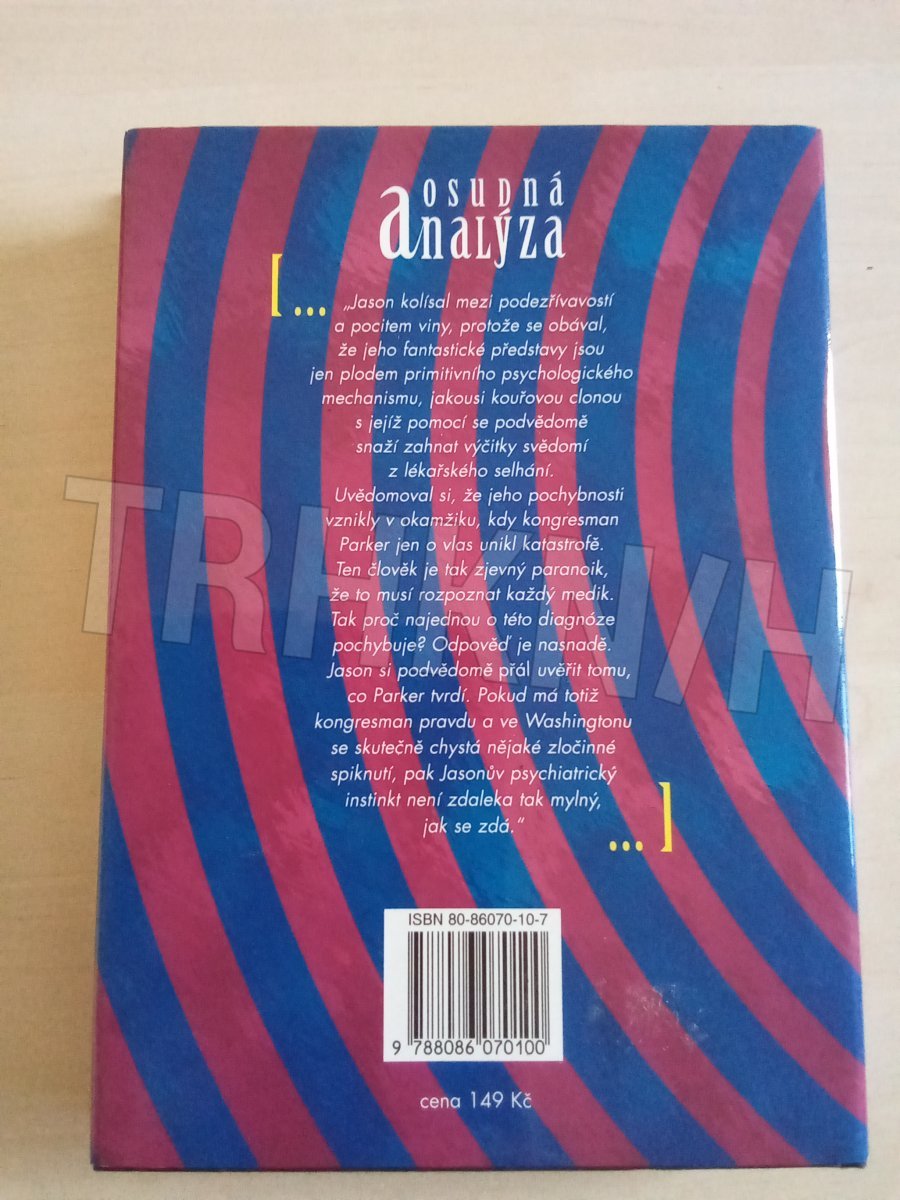 osudná
analýza
[...
„Jason kolísal mezi podezřívavostí
a pocitem viny, protože se obával,
že jeho fantastické představy jsou
jen plodem primitivního psychologického
mechanismu, jakousi kouřovou clonou
s jejíž pomocí se podvědomě
snaží zahnat výčitky svědomí
z lékařského selhání.
Uvědomoval si, že jeho pochybnosti
vznikly v okamžiku, kdy kongresman
Parker jen o vlas unikl katastrofě.
Ten člověk je tak zjevný paranoik,
že to musí rozpoznat každý medik.
Tak proč najednou o této diagnóze
pochybuje? Odpověď je nasnadě.
Jason si podvědomě přál uvěřit tomu,
co Parker tvrdí. Pokud má totiž
kongresman pravdu a ve Washingtonu
se skutečně chystá nějaké zločinné
spiknutí, pak Jasonův psychiatrický
instinkt není zdaleka tak mylný,
jak se zdá.“
...]
TRHKNIH
ISBN 80-86070-10-7
9 788086 070100
cena 149 Kč